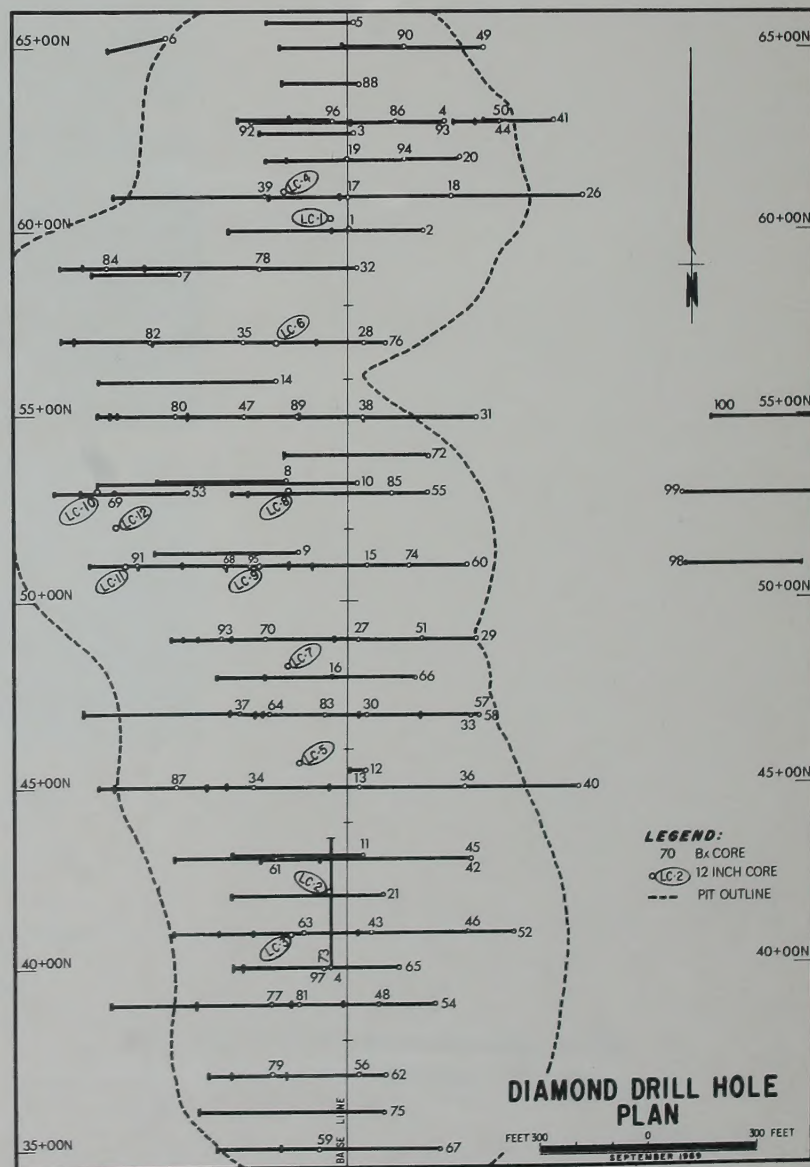 5
65+00N 6 90 49 65+00N
88
96 86 4 50 41
92 3 93 44
19 94 20
39 LC-4 17 18 26
LC-1 1
60+00N 2 60+00N
84 78 32
7
82 35 LC-6 28 76
14
55+00N 80 47 89 38 31 100 55+00N
72
8 10
LC-10 69 53 LC-8 85 55 99
LC-12
9
91 68 95 15 74 60 98
LC-11 LC-9
50+00N 50+00N
93 70 27 51 29
LC-7 16 66
37 64 83 30 57
33 58
LC-5 12
45+00N 87 34 13 36 40 45+00N
LEGEND:
70 Bx CORE
LC-2 12 INCH CORE
PIT OUTLINE
11 45
61 42
LC-2 21
63 43 46 52
LC-3
40+00N 73 65 40+00N
97 4
77 81 48 54
79 56 62
75
35+00N 59 67
BASE LINE
DIAMOND DRILL HOLE
PLAN
FEET 300 0 300 FEET
SEPTEMBER 1969
N